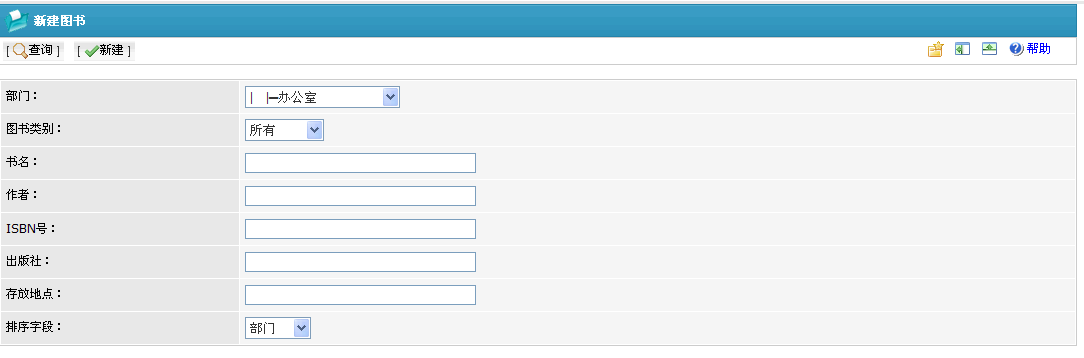 新建图书
[ 查询 ] [ 新建 ] 帮助
部门： | |─办公室
图书类别： 所有
书名：
作者：
ISBN号：
出版社：
存放地点：
排序字段： 部门